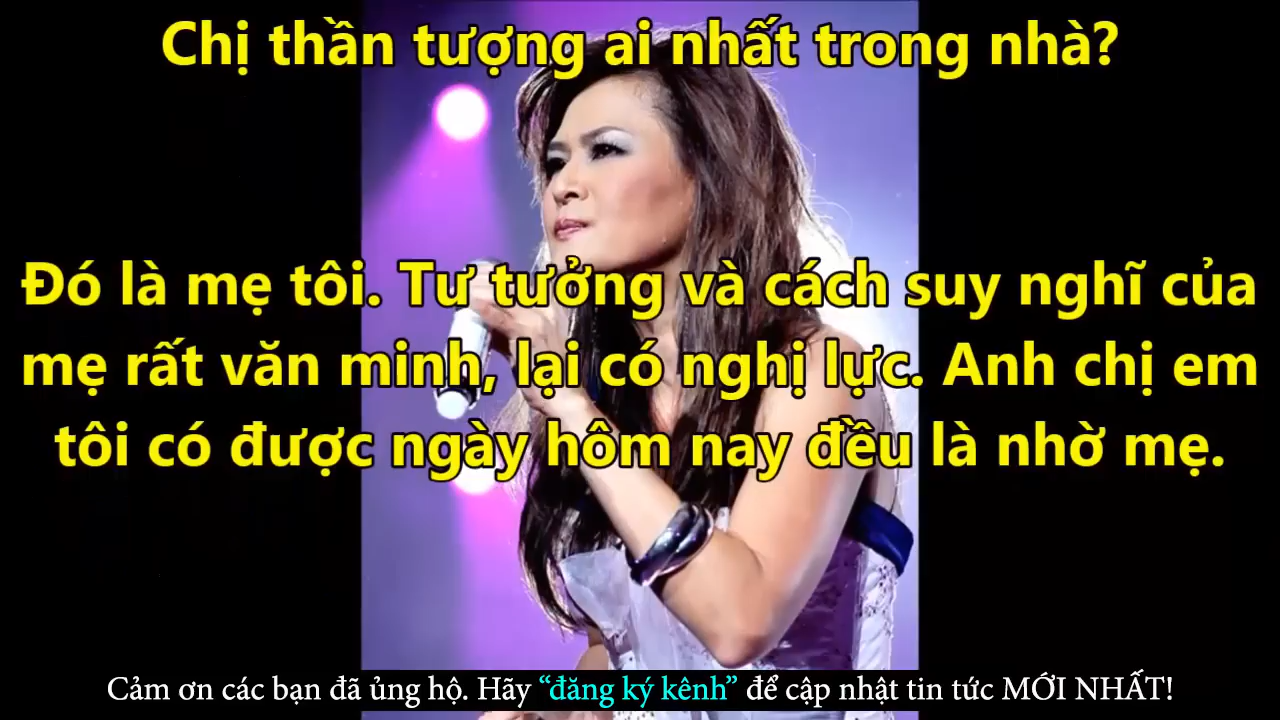 Chị thần tượng ai nhất trong nhà?
Đó là mẹ tôi. Tư tưởng và cách suy nghĩ của
mẹ rất văn minh, lại có nghị lực. Anh chị em
tôi có được ngày hôm nay đều là nhờ mẹ.
Cảm ơn các bạn đã ủng hộ. Hãy “đăng ký kênh” để cập nhật tin tức MỚI NHẤT!